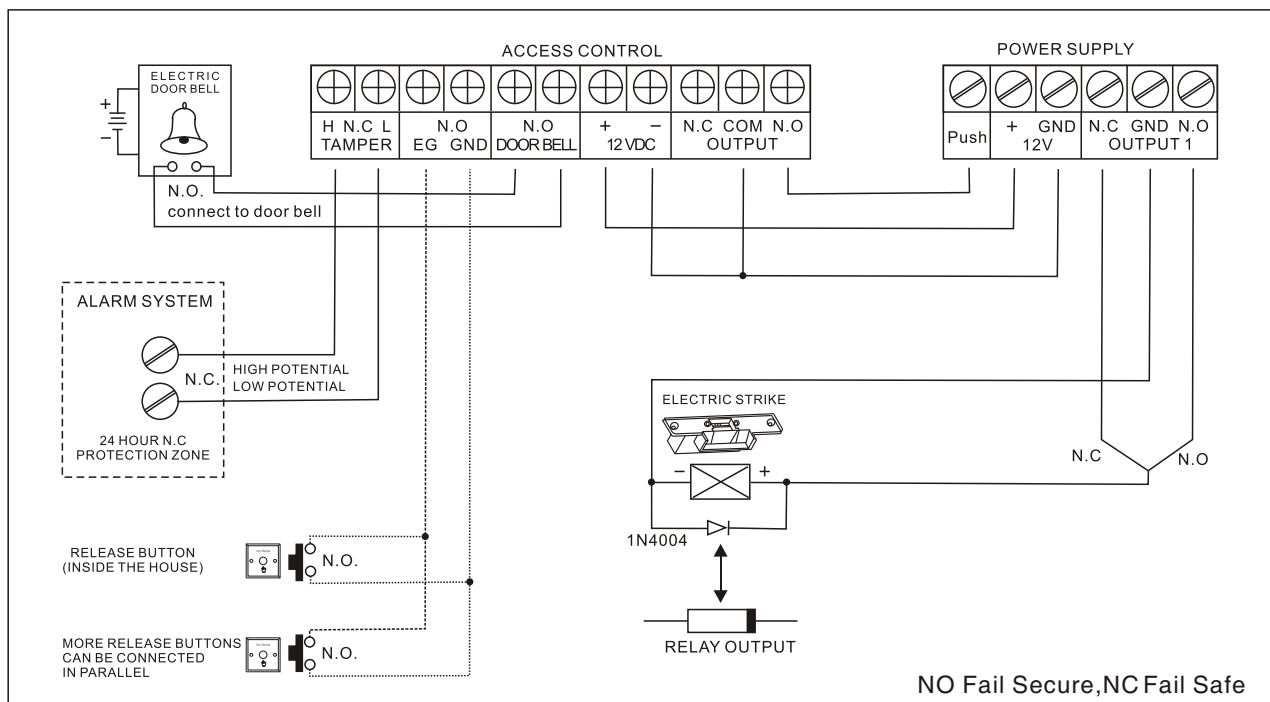 ACCESS CONTROL
POWER SUPPLY
ELECTRIC
DOOR BELL
+
−
H N.C L
TAMPER
N.O
EG GND
N.O
DOOR BELL
+ −
12 VDC
N.C COM N.O
OUTPUT
Push
+ GND
12V
N.C GND N.O
OUTPUT 1
N.O.
connect to door bell
ALARM SYSTEM
N.C.
HIGH POTENTIAL
LOW POTENTIAL
24 HOUR N.C
PROTECTION ZONE
ELECTRIC STRIKE
− +
N.C
N.O
1N4004
RELAY OUTPUT
RELEASE BUTTON
(INSIDE THE HOUSE)
N.O.
MORE RELEASE BUTTONS
CAN BE CONNECTED
IN PARALLEL
N.O.
NO Fail Secure,NC Fail Safe